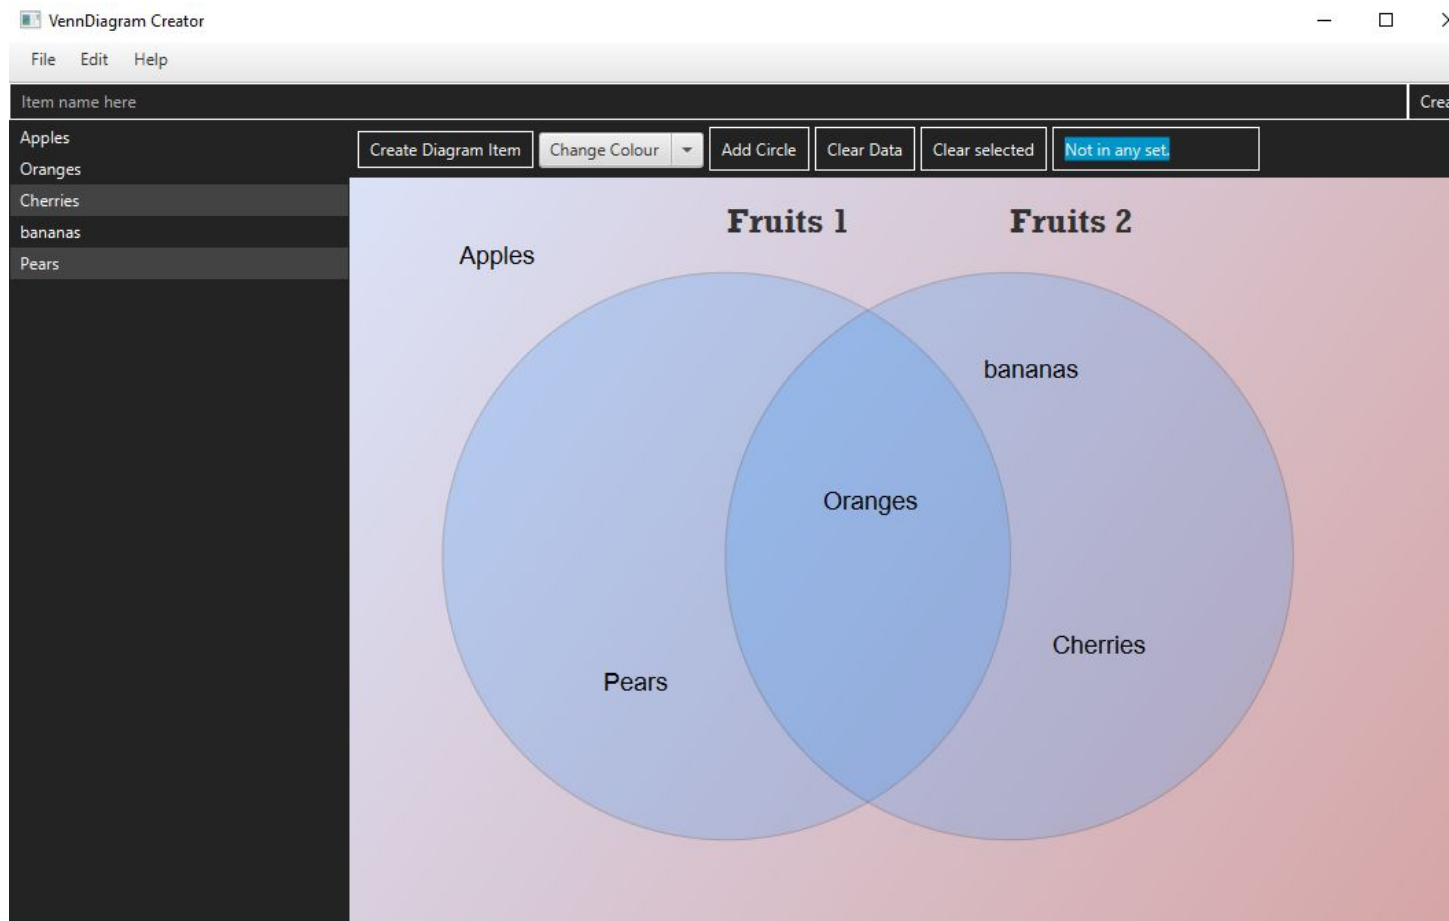 VennDiagram Creator
File Edit Help
Item name here
Crea
Apples
Oranges
Cherries
bananas
Pears
Create Diagram Item Change Colour Add Circle Clear Data Clear selected Not in any set.
Fruits 1 Fruits 2
Apples
bananas
Oranges
Cherries
Pears